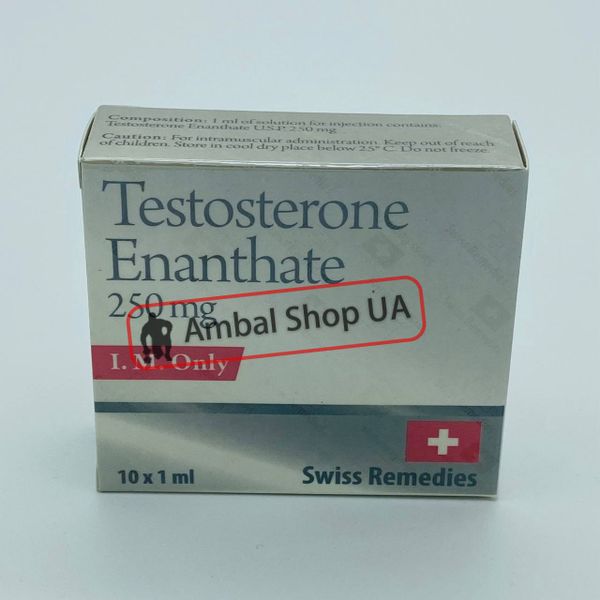 Composition: 1 ml of solution for injection contains:
Testosterone Enanthate U.S.P. 250 mg
Caution: For intramuscular administration. Keep out of reach
of children. Store in cool dry place below 25° C. Do not freeze.
Testosterone
Enanthate
250 mg
Ambal Shop UA
I. M. Only
10 x 1 ml
Swiss Remedies